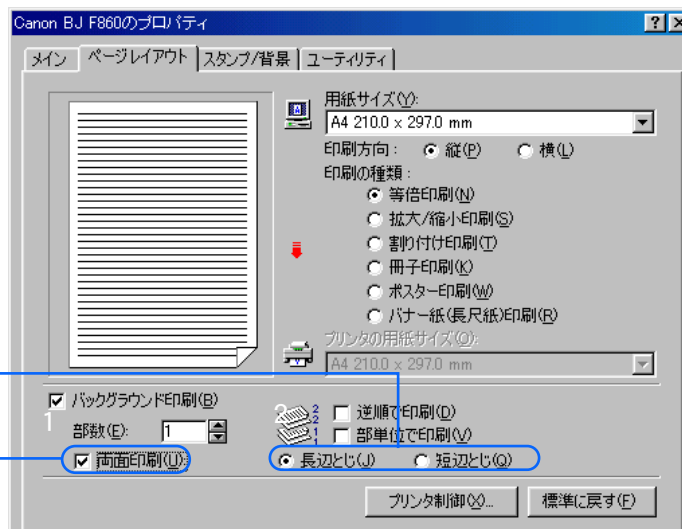 Canon BJ F860のプロパティ
メイン ページレイアウト スタンプ/背景 ユーティリティ
用紙サイズ(Y):
A4 210.0 x 297.0 mm
印刷方向: 縦(P) 横(L)
印刷の種類:
等倍印刷(N)
拡大/縮小印刷(S)
割り付け印刷(T)
冊子印刷(K)
ポスター印刷(W)
バナー紙(長尺紙)印刷(R)
プリンタの用紙サイズ(O):
A4 210.0 x 297.0 mm
バックグラウンド印刷(B)
部数(E): 1
逆順で印刷(D)
部単位で印刷(V)
両面印刷(U): 長辺とじ(J) 短辺とじ(Q)
プリンタ制御(X)... 標準に戻す(F)